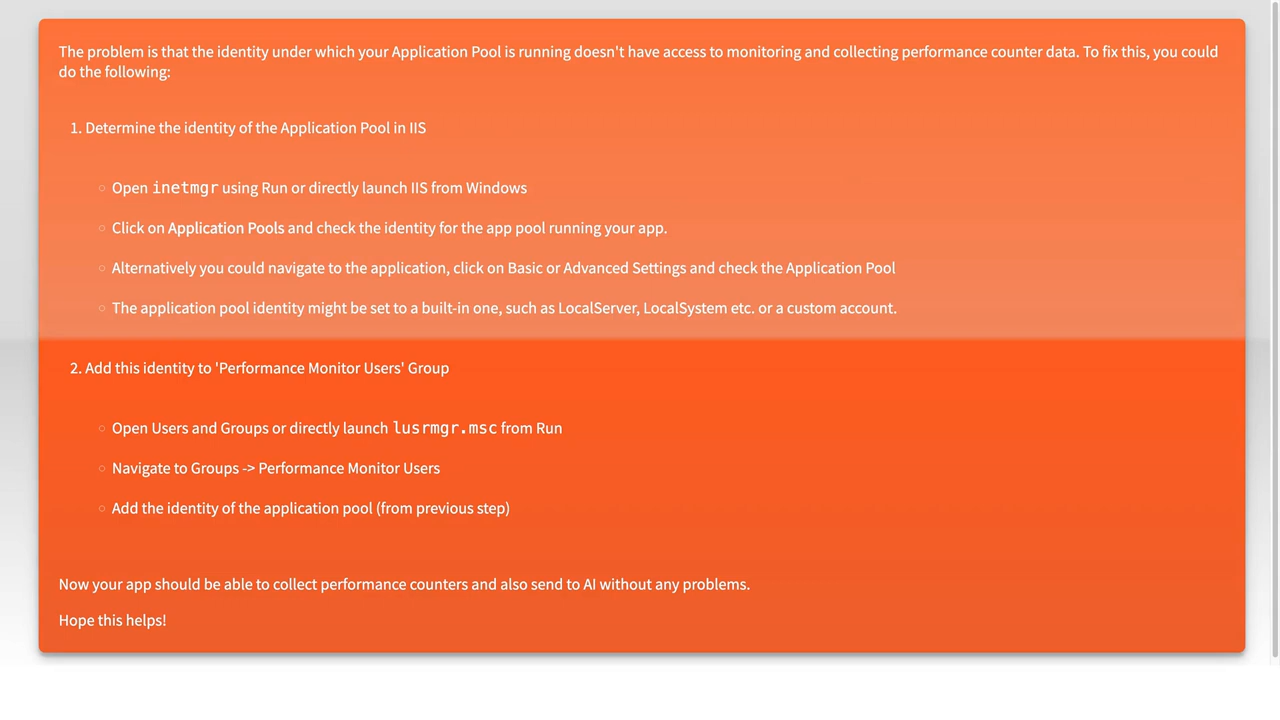 The problem is that the identity under which your Application Pool is running doesn't have access to monitoring and collecting performance counter data. To fix this, you could
do the following:
1. Determine the identity of the Application Pool in IIS
○ Open inetmgr using Run or directly launch IIS from Windows
○ Click on Application Pools and check the identity for the app pool running your app.
○ Alternatively you could navigate to the application, click on Basic or Advanced Settings and check the Application Pool
○ The application pool identity might be set to a built-in one, such as LocalServer, LocalSystem etc. or a custom account.
2. Add this identity to 'Performance Monitor Users' Group
○ Open Users and Groups or directly launch lusrmgr.msc from Run
○ Navigate to Groups -> Performance Monitor Users
○ Add the identity of the application pool (from previous step)
Now your app should be able to collect performance counters and also send to AI without any problems.
Hope this helps!